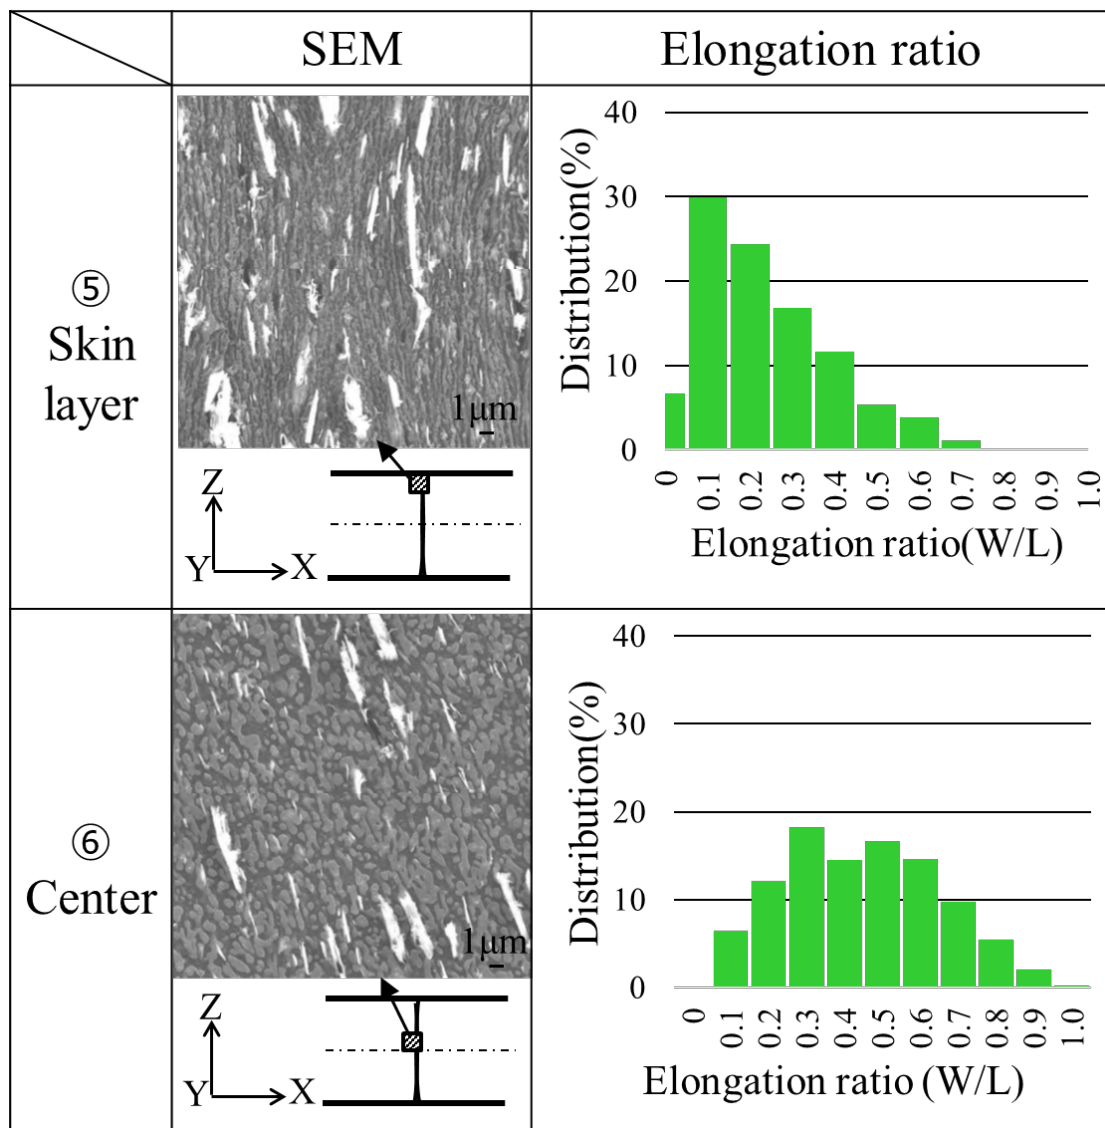 SEM
Elongation ratio
⑤
Skin
layer
1μm
Z
Y
X
Distribution(%)
40
30
20
10
0
0
0.1
0.2
0.3
0.4
0.5
0.6
0.7
0.8
0.9
1.0
Elongation ratio(W/L)
⑥
Center
1μm
Z
Y
X
Distribution(%)
40
30
20
10
0
0
0.1
0.2
0.3
0.4
0.5
0.6
0.7
0.8
0.9
1.0
Elongation ratio (W/L)